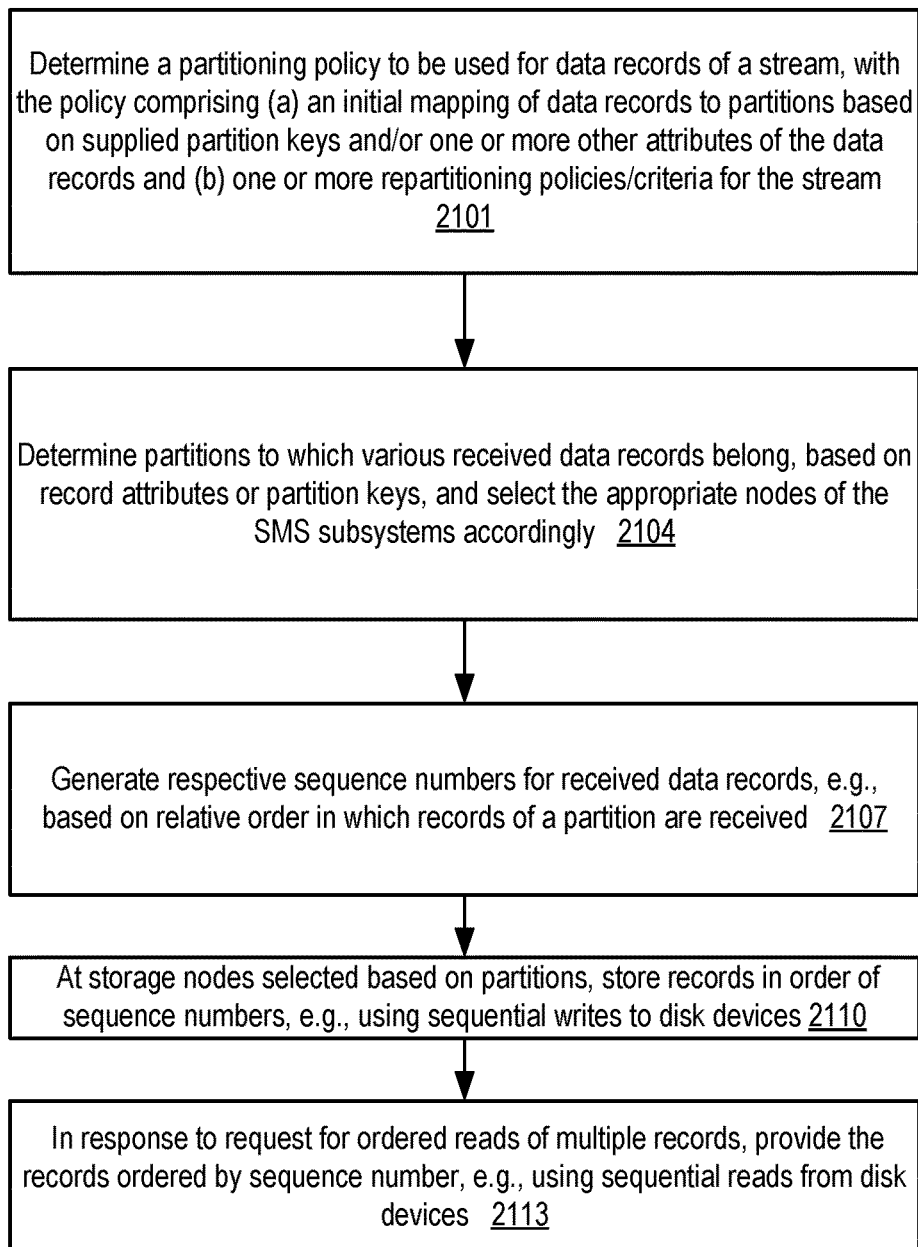 Determine a partitioning policy to be used for data records of a stream, with
the policy comprising (a) an initial mapping of data records to partitions based
on supplied partition keys and/or one or more other attributes of the data
records and (b) one or more repartitioning policies/criteria for the stream
2101
Determine partitions to which various received data records belong, based on
record attributes or partition keys, and select the appropriate nodes of the
SMS subsystems accordingly 2104
Generate respective sequence numbers for received data records, e.g.,
based on relative order in which records of a partition are received 2107
At storage nodes selected based on partitions, store records in order of
sequence numbers, e.g., using sequential writes to disk devices 2110
In response to request for ordered reads of multiple records, provide the
records ordered by sequence number, e.g., using sequential reads from disk
devices 2113